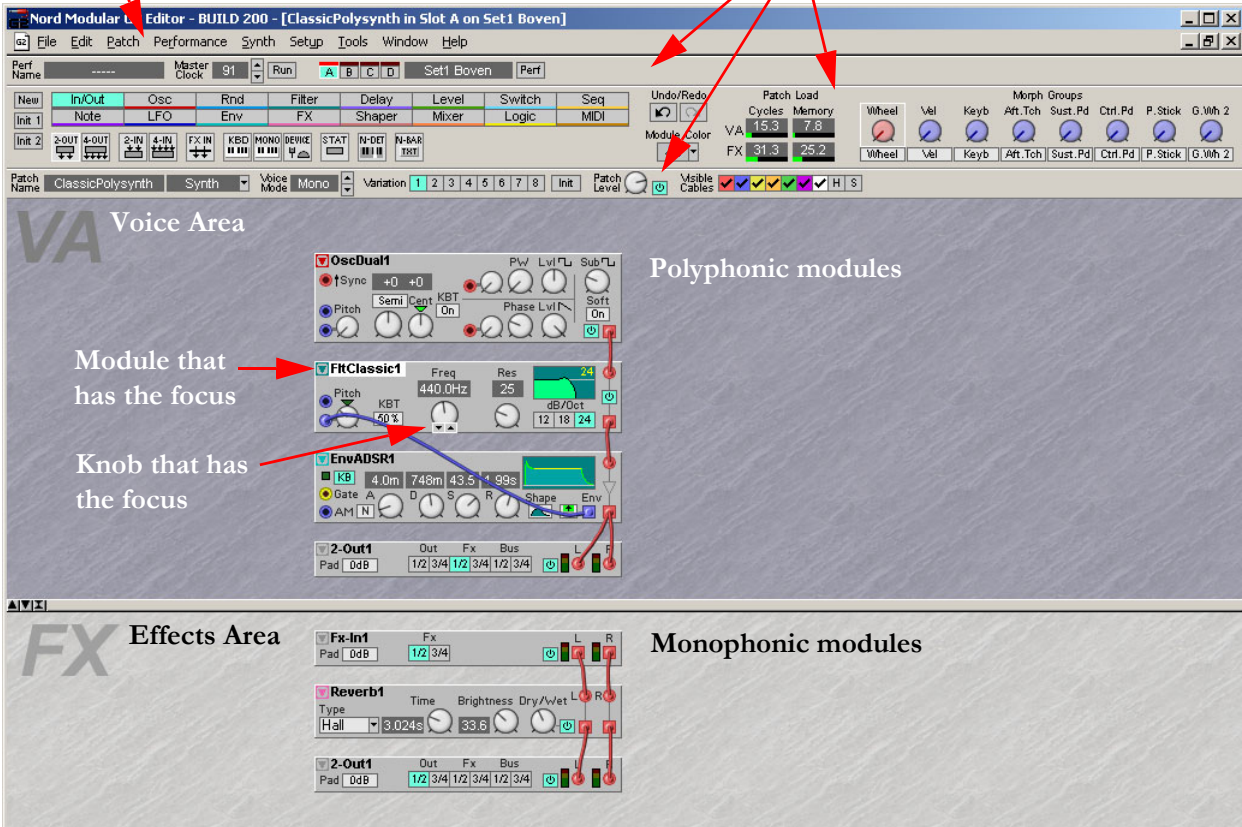 Nord Modular G2 Editor - BUILD 200 - [ClassicPolysynth in Slot A on Set1 Boven]
File Edit Patch Performance Synth Setup Tools Window Help
Perf Name ----- Master Clock 91 Run A B C D Set1 Boven Perf
New In/Out Osc Rnd Filter Delay Level Switch Seq
Init 1 Note LFO Env FX Shaper Mixer Logic MIDI
Init 2 2-OUT 4-OUT 2-IN 4-IN FX IN KBD MONO DEVICE STAT N-DET N-BAR TXT
Undo/Redo
Module Color
Patch Load
Cycles Memory
VA 15.3 7.8
FX 31.3 25.2
Morph Groups
Wheel Vel Keyb Aft.Tch Sust.Pd Ctrl.Pd P.Stick G.Wh 2
Wheel Vel Keyb Aft.Tch Sust.Pd Ctrl.Pd P.Stick G.Wh 2
Patch Name ClassicPolysynth Synth Voice Mode Mono Variation 1 2 3 4 5 6 7 8 Init Patch Level Visible Cables H S
VA Voice Area
OscDual1 PW Lvl Sub
Sync +0 +0
Semi Cent KBT
Pitch On Phase Lvl Soft
On
Polyphonic modules
Module that
has the focus
FltClassic1 Freq Res 24
Pitch 440.0Hz 25
KBT dB/Oct
50% 12 18 24
Knob that has
the focus
EnvADSR1
KB 4.0m 748m 43.5 1.99s
Gate A D S R Shape Env
AM N
2-Out1 Out Fx Bus L R
Pad 0dB 1/2 3/4 1/2 3/4 1/2 3/4
FX Effects Area
Monophonic modules
Fx-In1 Fx L R
Pad 0dB 1/2 3/4
Reverb1 Time Brightness Dry/Wet L R
Type
Hall 3.024s 33.6
2-Out1 Out Fx Bus L R
Pad 0dB 1/2 3/4 1/2 3/4 1/2 3/4